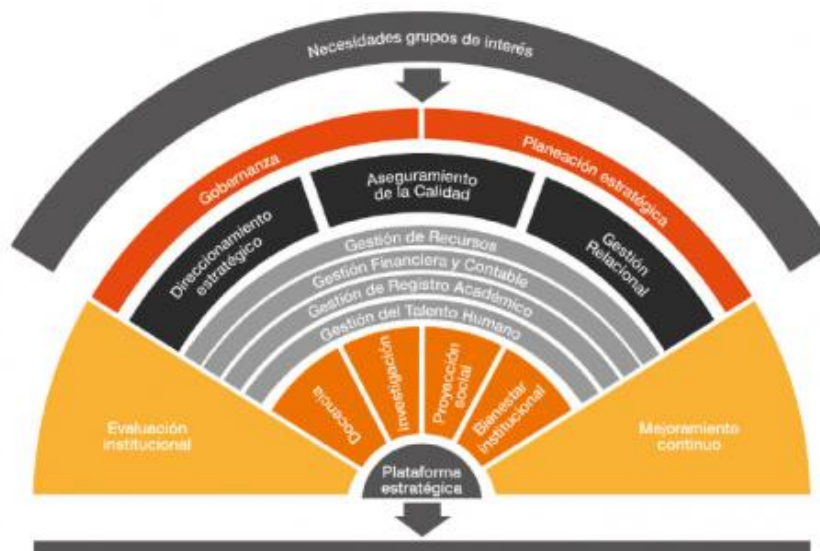 Necesidades grupos de interés
Gobernanza
Planeación estratégica
Direccionamiento
estratégico
Aseguramiento
de la Calidad
Gestión
Relacional
Gestión de Recursos
Gestión Financiera y Contable
Gestión de Registro Académico
Gestión del Talento Humano
Docencia
Investigación
Proyección
social
Bienestar
institucional
Evaluación
institucional
Mejoramiento
continuo
Plataforma
estratégica